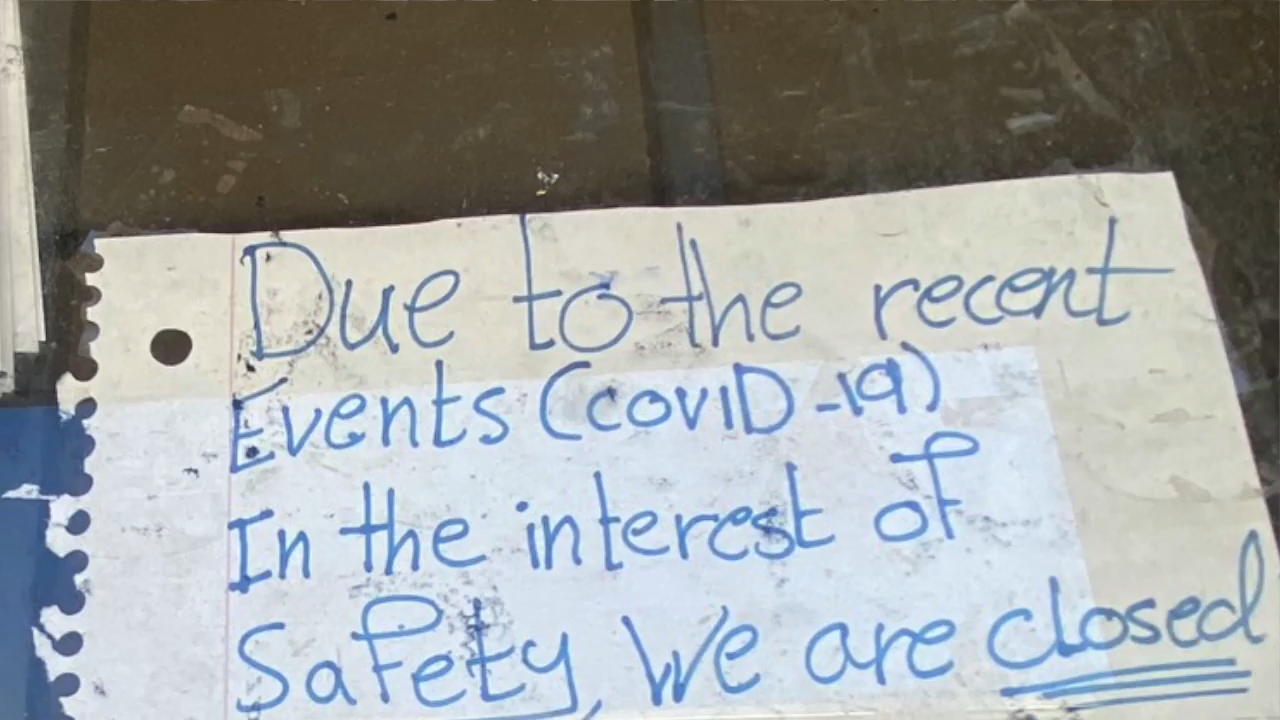 Due to the recent
Events (COVID-19)
In the interest of
Safety, We are closed